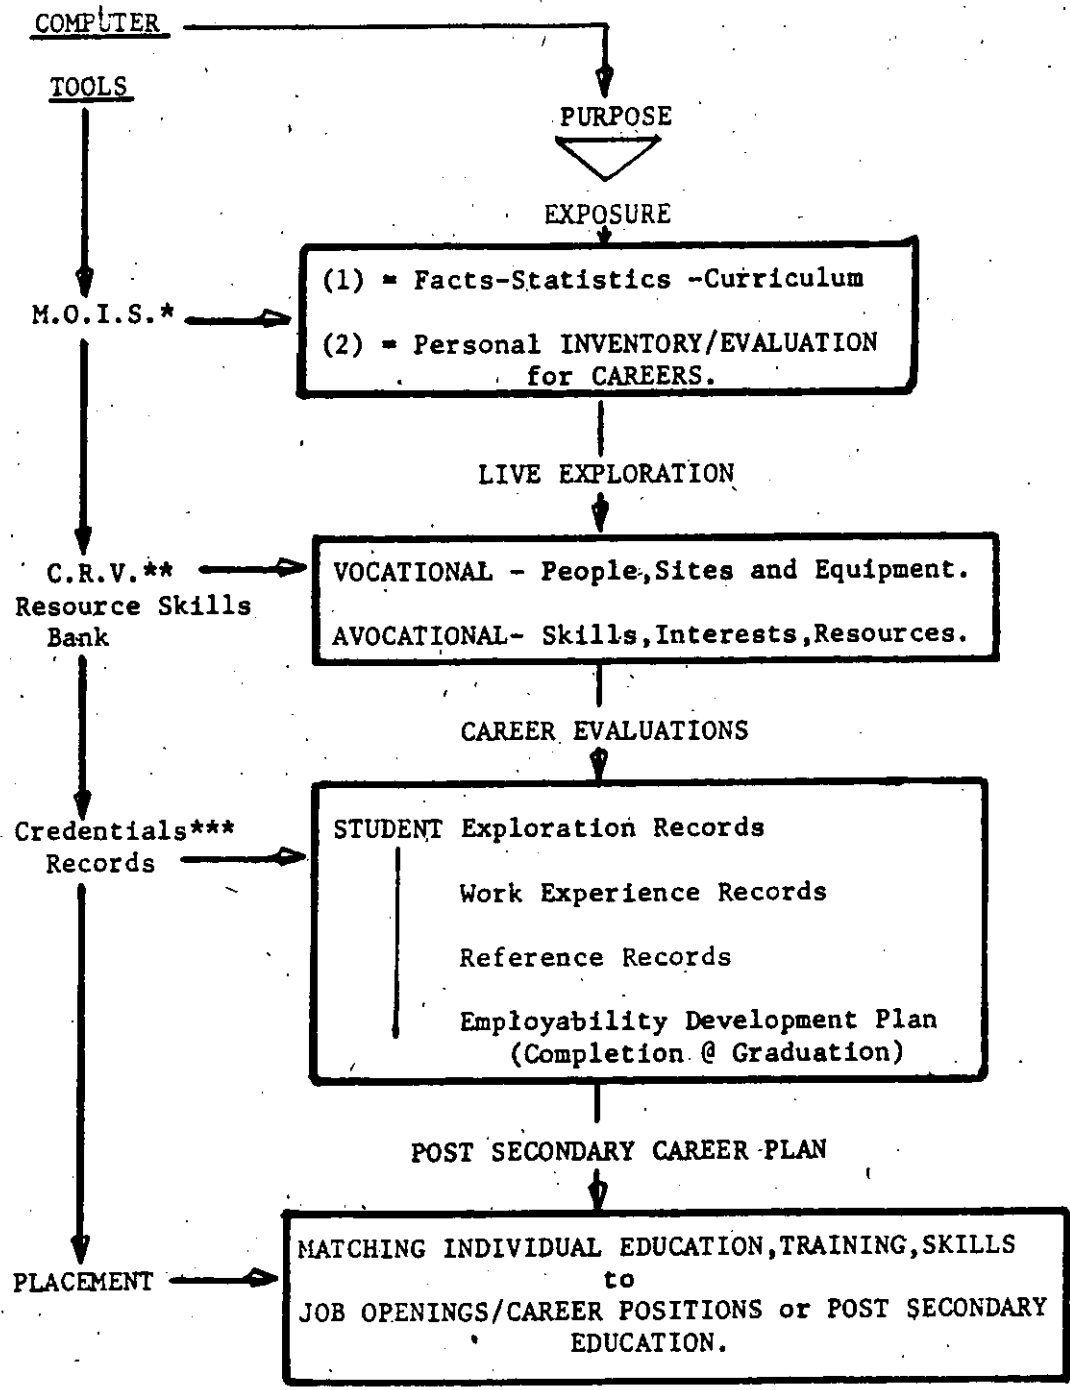 COMPUTER
TOOLS
PURPOSE
EXPOSURE
M.O.I.S.*
(1) = Facts-Statistics -Curriculum
(2) = Personal INVENTORY/EVALUATION
for CAREERS.
LIVE EXPLORATION
C.R.V.**
Resource Skills
Bank
VOCATIONAL - People,Sites and Equipment.
AVOCATIONAL- Skills,Interests,Resources.
CAREER EVALUATIONS
Credentials***
Records
STUDENT Exploration Records
Work Experience Records
Reference Records
Employability Development Plan
(Completion @ Graduation)
POST SECONDARY CAREER PLAN
PLACEMENT
MATCHING INDIVIDUAL EDUCATION,TRAINING,SKILLS
to
JOB OPENINGS/CAREER POSITIONS or POST SECONDARY
EDUCATION.